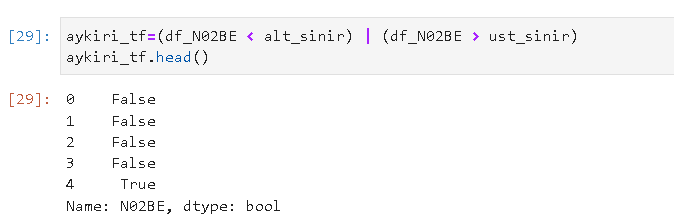 [29]: aykiri_tf=(df_N02BE < alt_sinir) | (df_N02BE > ust_sinir)
aykiri_tf.head()
[29]: 0    False
1    False
2    False
3    False
4     True
Name: N02BE, dtype: bool